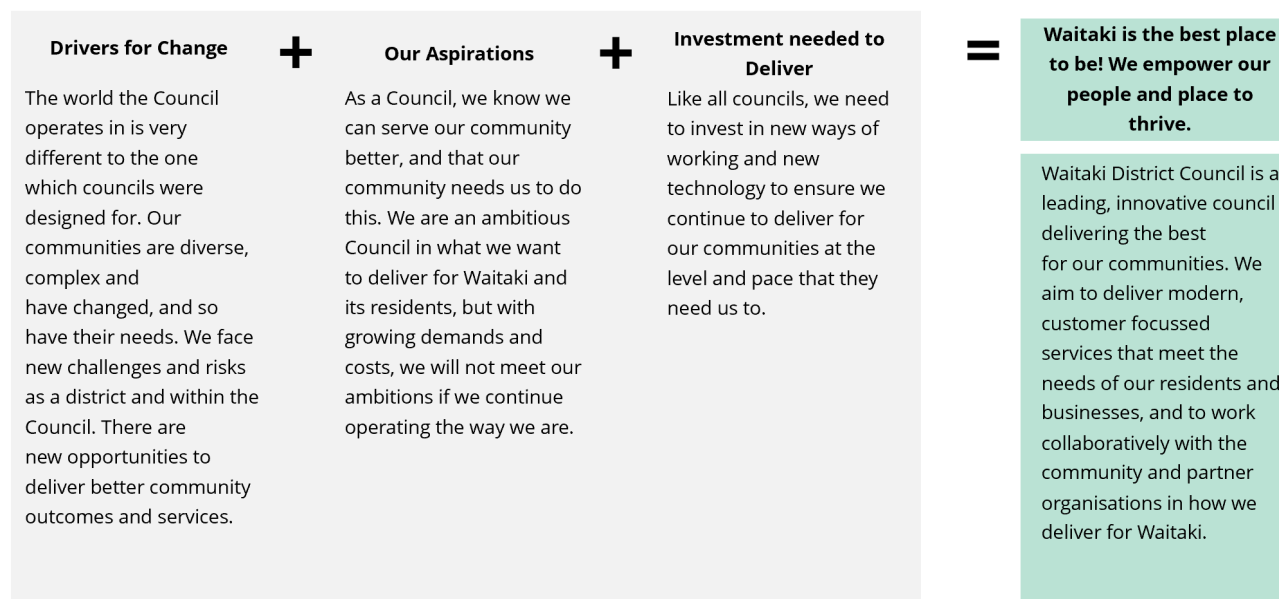 Drivers for Change
The world the Council
operates in is very
different to the one
which councils were
designed for. Our
communities are diverse,
complex and
have changed, and so
have their needs. We face
new challenges and risks
as a district and within the
Council. There are
new opportunities to
deliver better community
outcomes and services.
+
Our Aspirations
As a Council, we know we
can serve our community
better, and that our
community needs us to do
this. We are an ambitious
Council in what we want
to deliver for Waitaki and
its residents, but with
growing demands and
costs, we will not meet our
ambitions if we continue
operating the way we are.
+
Investment needed to
Deliver
Like all councils, we need
to invest in new ways of
working and new
technology to ensure we
continue to deliver for
our communities at the
level and pace that they
need us to.
=
Waitaki is the best place
to be! We empower our
people and place to
thrive.
Waitaki District Council is a
leading, innovative council
delivering the best
for our communities. We
aim to deliver modern,
customer focussed
services that meet the
needs of our residents and
businesses, and to work
collaboratively with the
community and partner
organisations in how we
deliver for Waitaki.